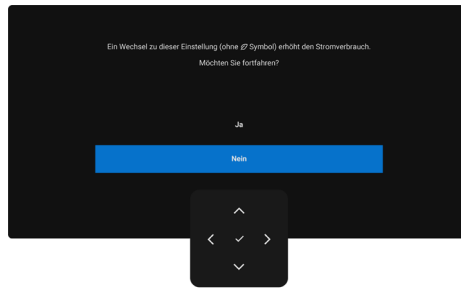 Ein Wechsel zu dieser Einstellung (ohne Symbol) erhöht den Stromverbrauch.
Möchten Sie fortfahren?
Ja
Nein